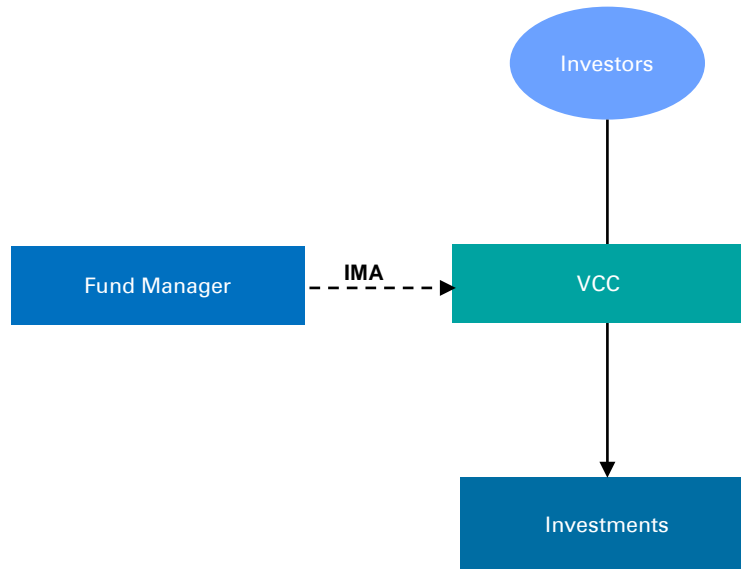 Investors
IMA
Fund Manager
VCC
Investments